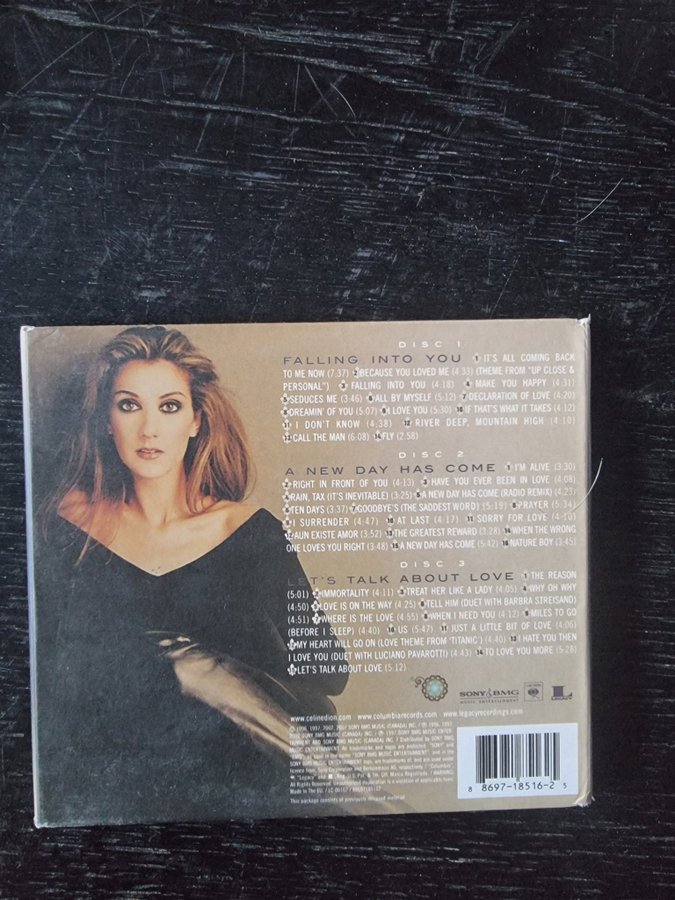 DISC 1
FALLING INTO YOU 1 IT'S ALL COMING BACK
TO ME NOW (7.37) 2 BECAUSE YOU LOVED ME (4.33) (THEME FROM "UP CLOSE &
PERSONAL") 3 FALLING INTO YOU (4.18) 4 MAKE YOU HAPPY (4.31)
5 SEDUCES ME (3:46) 6 ALL BY MYSELF (5:12) 7 DECLARATION OF LOVE (4.20)
8 DREAMIN' OF YOU (5.07) 9 I LOVE YOU (5.30) 10 IF THAT'S WHAT IT TAKES (4.12)
11 I DON'T KNOW (4.38) 12 RIVER DEEP, MOUNTAIN HIGH (4.10)
13 CALL THE MAN (6.08) 14 FLY (2.58)
DISC 2
A NEW DAY HAS COME 1 I'M ALIVE (3:30)
2 RIGHT IN FRONT OF YOU (4.13) 3 HAVE YOU EVER BEEN IN LOVE (4.08)
4 RAIN, TAX (IT'S INEVITABLE) (3:25) 5 A NEW DAY HAS COME (RADIO REMIX) (4.23)
6 TEN DAYS (3.37) 7 GOODBYE'S (THE SADDEST WORD) (5.19) 8 PRAYER (5.34)
9 I SURRENDER (4:47) 10 AT LAST (4.17) 11 SORRY FOR LOVE (4.10)
12 AUN EXISTE AMOR (3.52) 13 THE GREATEST REWARD (3.28) 14 WHEN THE WRONG
ONE LOVES YOU RIGHT (3.48) 15 A NEW DAY HAS COME (5.42) 16 NATURE BOY (3.45)
DISC 3
LET'S TALK ABOUT LOVE 1 THE REASON
(5:01) 2 IMMORTALITY (4:11) 3 TREAT HER LIKE A LADY (4.05) 4 WHY OH WHY
(4:50) 5 LOVE IS ON THE WAY (4:25) 6 TELL HIM (DUET WITH BARBRA STREISAND)
(4.51) 7 WHERE IS THE LOVE (4.55) 8 WHEN I NEED YOU (4.12) 9 MILES TO GO
(BEFORE I SLEEP) (4.40) 10 US (5.47) 11 JUST A LITTLE BIT OF LOVE (4.06)
12 MY HEART WILL GO ON (LOVE THEME FROM 'TITANIC') (4.40) 13 I HATE YOU THEN
I LOVE YOU (DUET WITH LUCIANO PAVAROTTI) (4.43) 14 TO LOVE YOU MORE (5:28)
15 LET'S TALK ABOUT LOVE (5.12)
SONY BMG
MUSIC ENTERTAINMENT
LEGACY
www.celinedion.com www.columbiarecords.com www.legacyrecordings.com
This package consists of previously released material
8 8697-18516-2 5